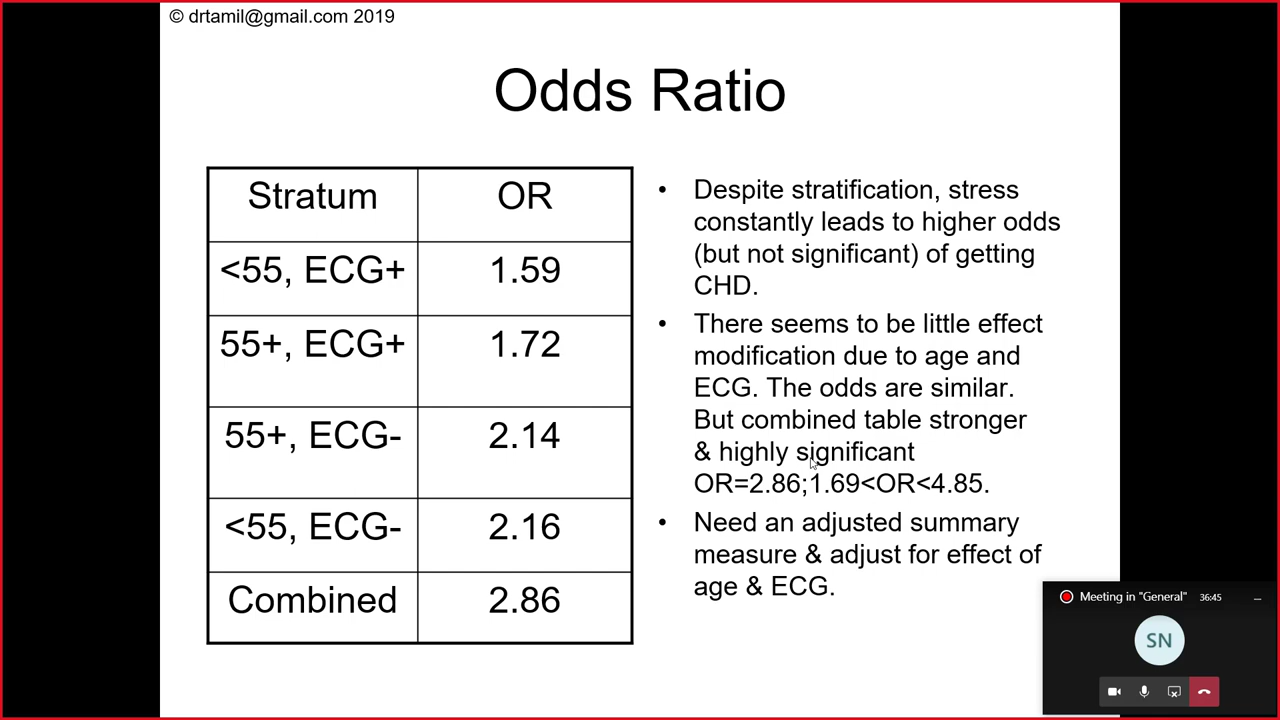 © drtamil@gmail.com 2019
Odds Ratio
Stratum OR
<55, ECG+ 1.59
55+, ECG+ 1.72
55+, ECG- 2.14
<55, ECG- 2.16
Combined 2.86
• Despite stratification, stress
constantly leads to higher odds
(but not significant) of getting
CHD.
• There seems to be little effect
modification due to age and
ECG. The odds are similar.
But combined table stronger
& highly significant
OR=2.86;1.69<OR<4.85.
• Need an adjusted summary
measure & adjust for effect of
age & ECG.
Meeting in "General" 36:45
SN